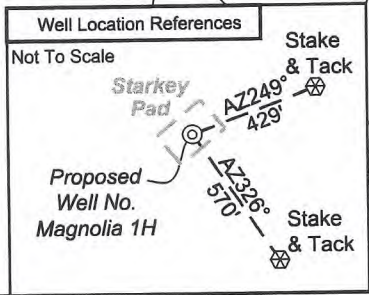 Well Location References
Not To Scale
Stake
& Tack
Starkey
Pad
AZ249°
429'
Proposed
Well No.
Magnolia 1H
AZ326°
570'
Stake
& Tack